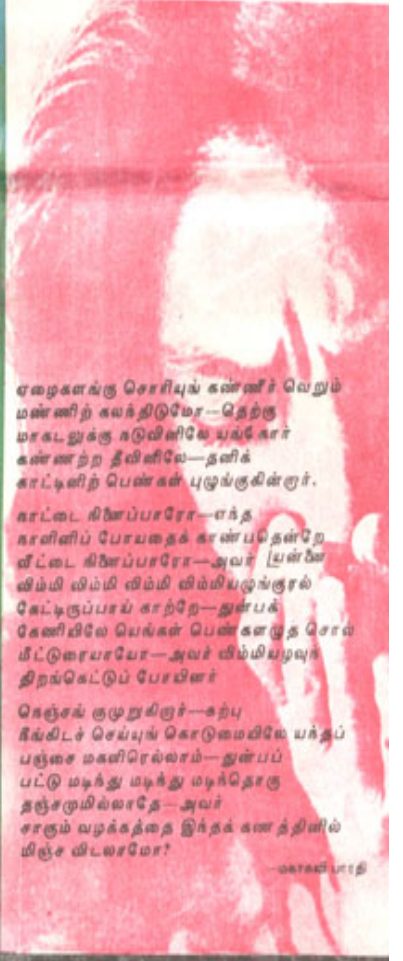 ஏழைகளங்கு சொரியுங் கண்ணீர் வெறும்
மண்ணிற் கலந்திடுமோ—தெற்கு
மாகடலுக்கு நடுவினிலே யங்கோர்
கண்ணற்ற தீவினிலே—தனிக்
காட்டினிற் பெண்கள் புழுங்குகின்றார்.
நாட்டை நினைப்பாரோ—எந்த
நாளினிப் போயதைக் காண்பதென்றே
வீட்டை நினைப்பாரோ—அவர் [யன்னை
விம்மி விம்மி விம்மி விம்மியழுங்குரல்
கேட்டிருப்பாய் காற்றே—துன்பக்
கேணியிலே யெங்கள் பெண்களழுத சொல்
மீட்டுரையாயோ—அவர் விம்மியழவுந்
திறங்கெட்டுப் போயினர்
நெஞ்சங் குமுறுகிறார்—கற்பு
நீங்கிடச் செய்யுங் கொடுமையிலே யந்தப்
பஞ்சை மகளிரெல்லாம்—துன்பப்
பட்டு மடிந்து மடிந்து மடிந்தொரு
தஞ்சமுமில்லாதே—அவர்
சாகும் வழக்கத்தை இந்தக் கணத்தினில்
மிஞ்ச விடலாமோ?
—மகாகவி பாரதி